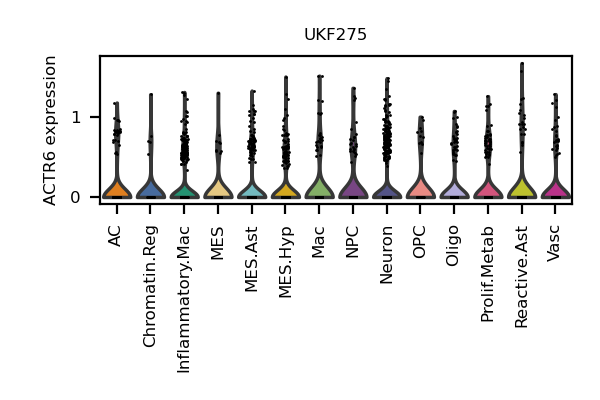 UKF275
ACTR6 expression
1
0
AC
Chromatin.Reg
Inflammatory.Mac
MES
MES.Ast
MES.Hyp
Mac
NPC
Neuron
OPC
Oligo
Prolif.Metab
Reactive.Ast
Vasc